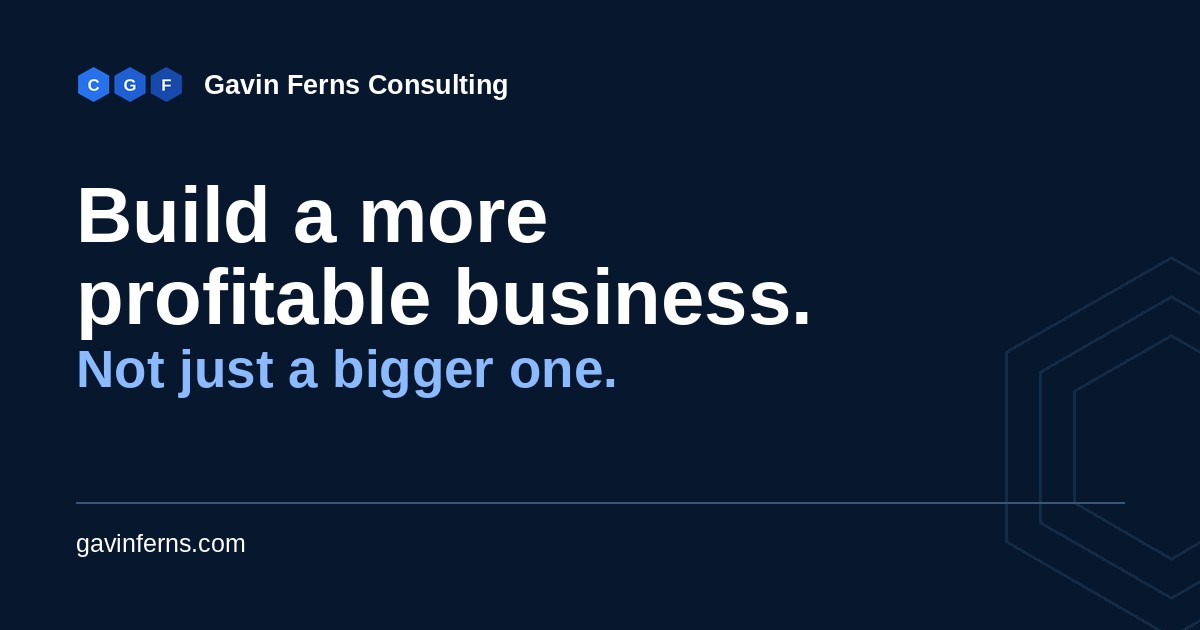 C G F Gavin Ferns Consulting
Build a more
profitable business.
Not just a bigger one.
gavinferns.com